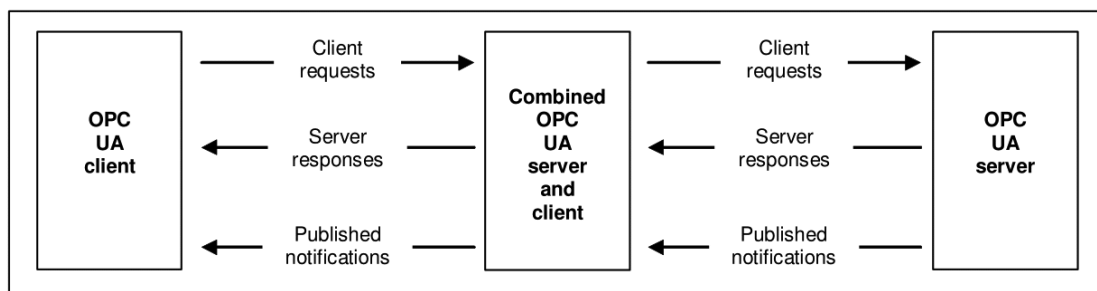 OPC
UA
client
Client
requests
Server
responses
Published
notifications
Combined
OPC
UA
server
and
client
Client
requests
Server
responses
Published
notifications
OPC
UA
server